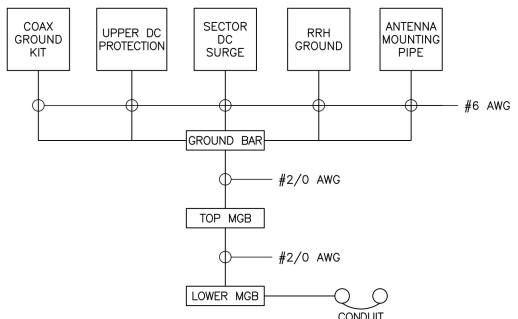 COAX
GROUND
KIT
UPPER DC
PROTECTION
SECTOR
DC
SURGE
RRH
GROUND
ANTENNA
MOUNTING
PIPE
#6 AWG
GROUND BAR
#2/0 AWG
TOP MGB
#2/0 AWG
LOWER MGB
CONDUIT